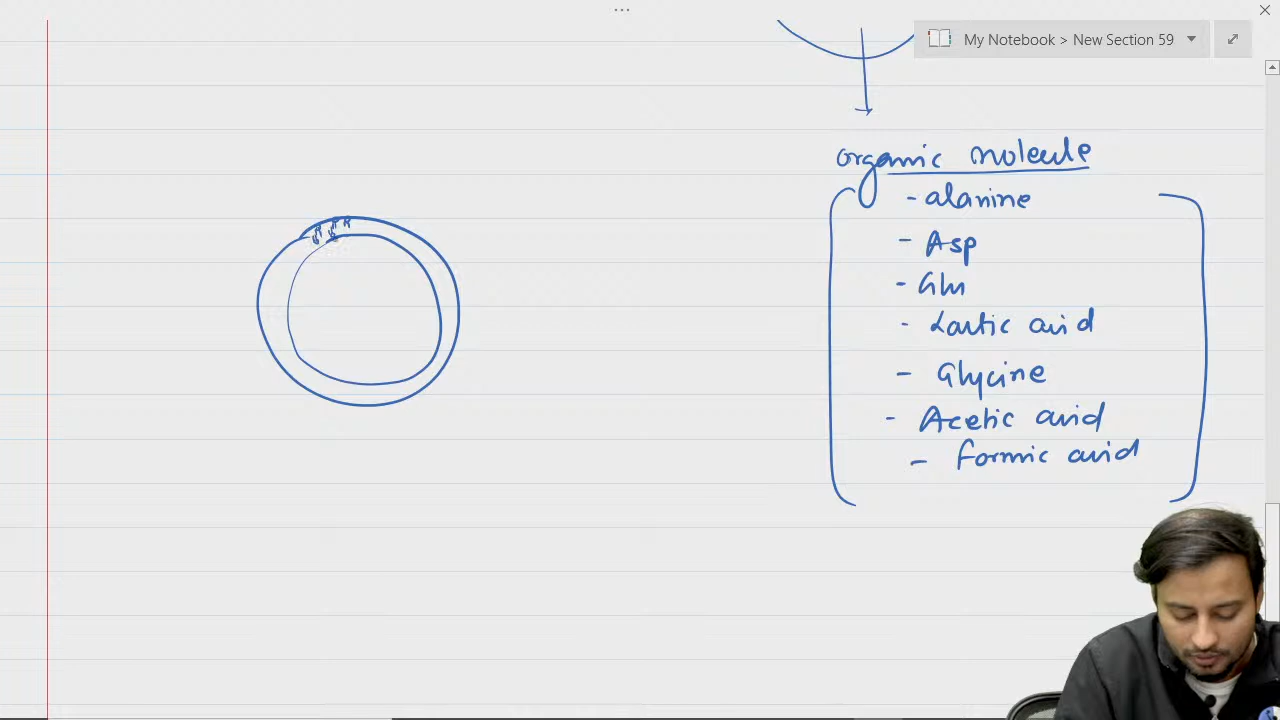 My Notebook > New Section 59
organic molecule
- alanine
- Asp
- Glu
- Lactic acid
- Glycine
- Acetic acid
- formic acid